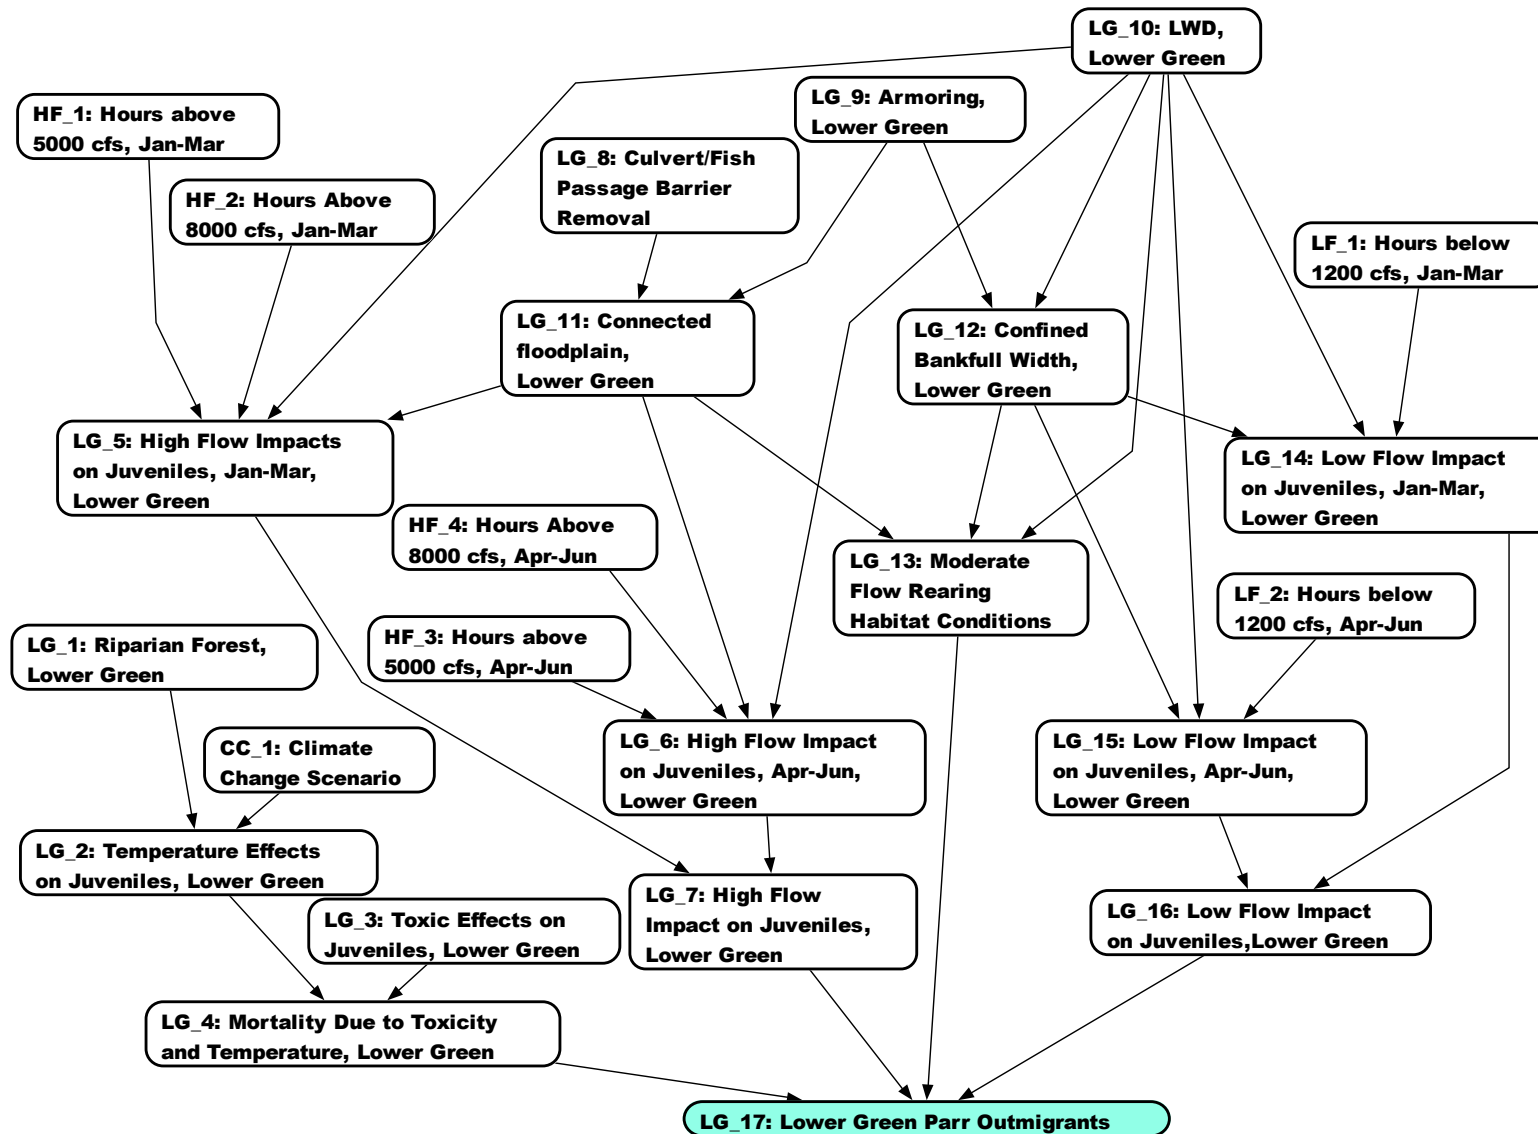 LG_10: LWD,
Lower Green
LG_9: Armoring,
Lower Green
HF_1: Hours above
5000 cfs, Jan-Mar
LG_8: Culvert/Fish
Passage Barrier
Removal
HF_2: Hours Above
8000 cfs, Jan-Mar
LF_1: Hours below
1200 cfs, Jan-Mar
LG_11: Connected
floodplain,
Lower Green
LG_12: Confined
Bankfull Width,
Lower Green
LG_5: High Flow Impacts
on Juveniles, Jan-Mar,
Lower Green
LG_14: Low Flow Impact
on Juveniles, Jan-Mar,
Lower Green
HF_4: Hours Above
8000 cfs, Apr-Jun
LG_13: Moderate
Flow Rearing
Habitat Conditions
LF_2: Hours below
1200 cfs, Apr-Jun
HF_3: Hours above
5000 cfs, Apr-Jun
LG_1: Riparian Forest,
Lower Green
LG_6: High Flow Impact
on Juveniles, Apr-Jun,
Lower Green
LG_15: Low Flow Impact
on Juveniles, Apr-Jun,
Lower Green
CC_1: Climate
Change Scenario
LG_2: Temperature Effects
on Juveniles, Lower Green
LG_7: High Flow
Impact on Juveniles,
Lower Green
LG_16: Low Flow Impact
on Juveniles,Lower Green
LG_3: Toxic Effects on
Juveniles, Lower Green
LG_4: Mortality Due to Toxicity
and Temperature, Lower Green
LG_17: Lower Green Parr Outmigrants